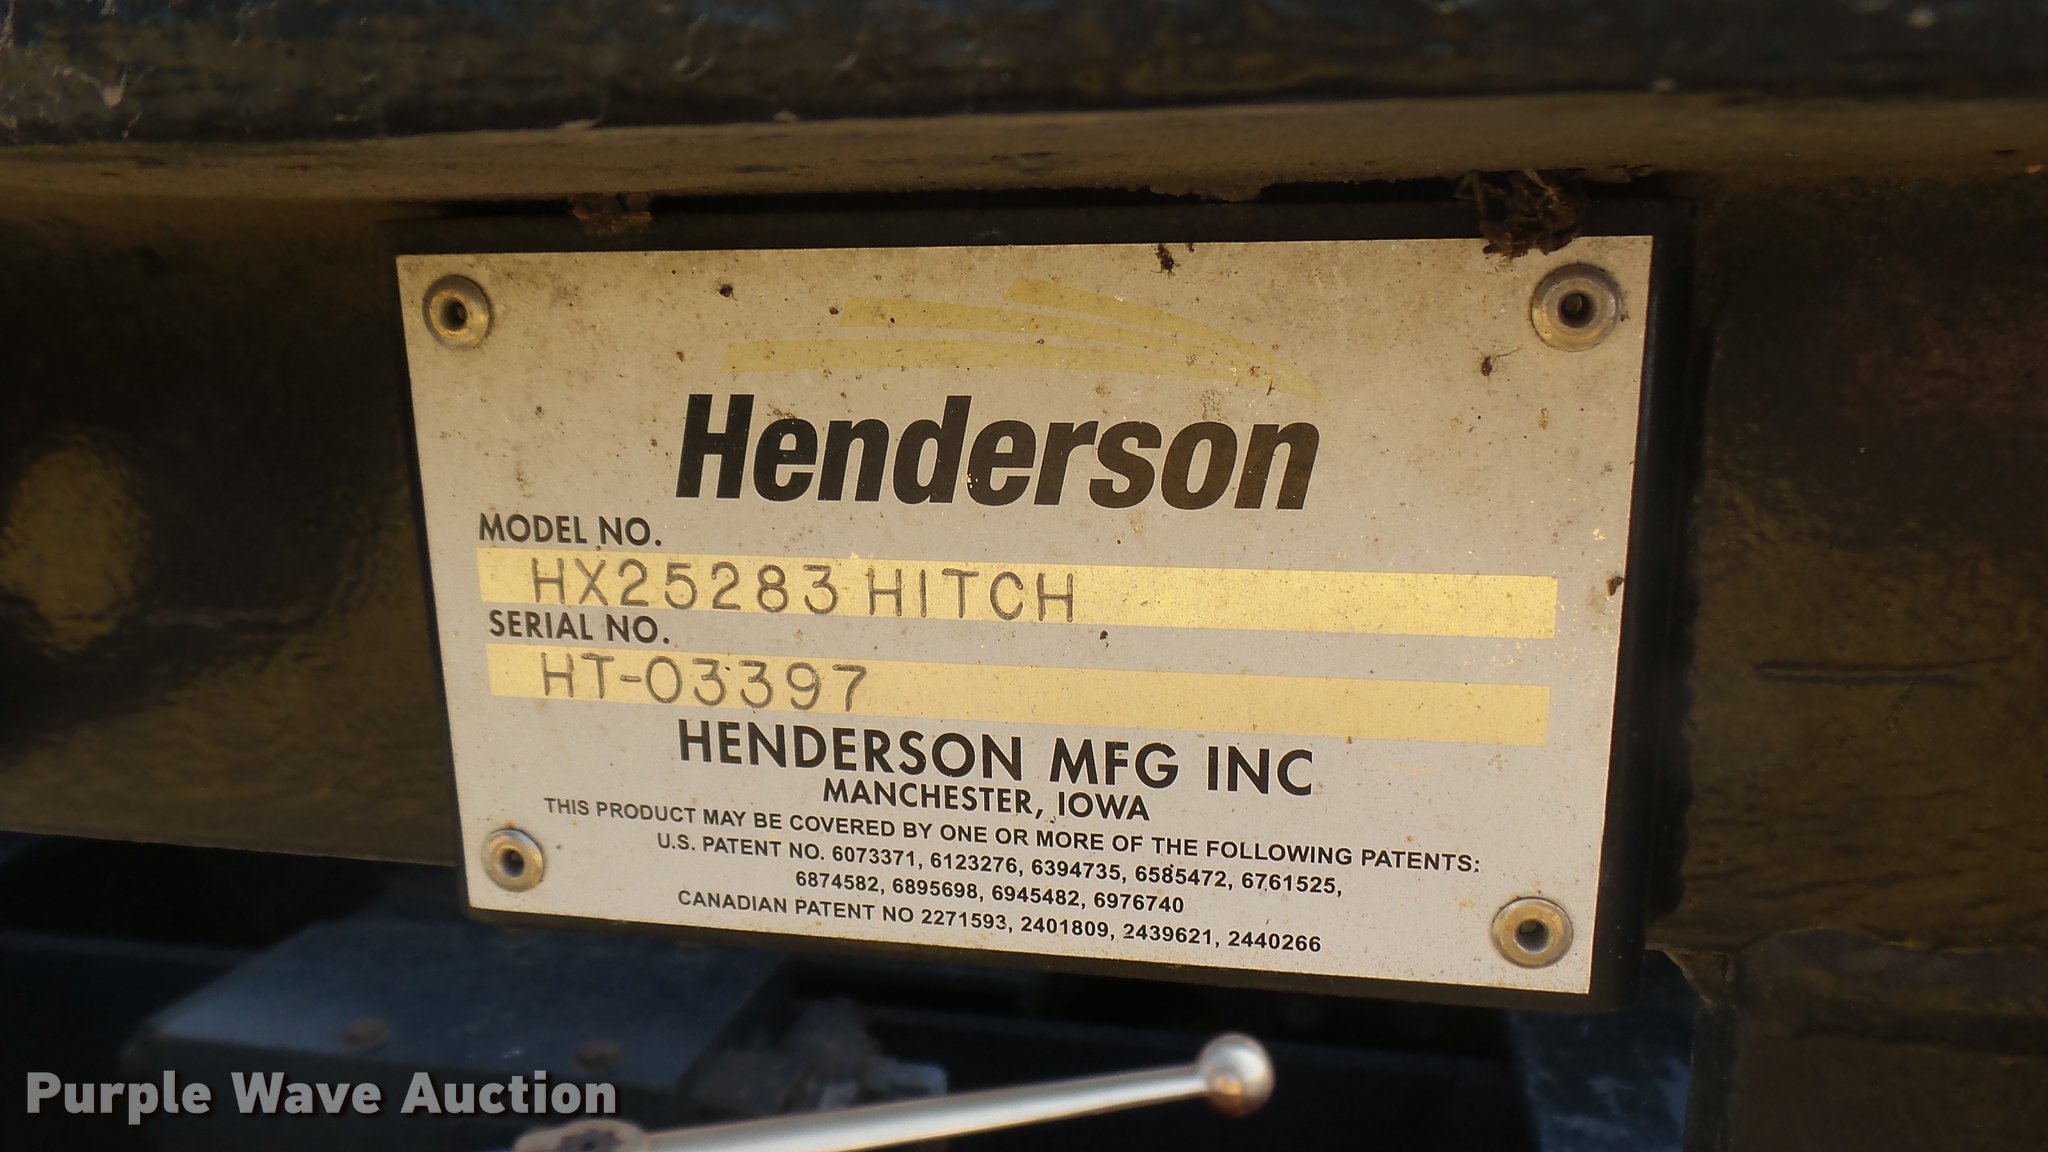 Henderson
MODEL NO.
HX25283 HITCH
SERIAL NO.
HT-03397
HENDERSON MFG INC
MANCHESTER, IOWA
THIS PRODUCT MAY BE COVERED BY ONE OR MORE OF THE FOLLOWING PATENTS:
U.S. PATENT NO. 6073371, 6123276, 6394735, 6585472, 6761525,
6874582, 6895698, 6945482, 6976740
CANADIAN PATENT NO 2271593, 2401809, 2439621, 2440266
Purple Wave Auction